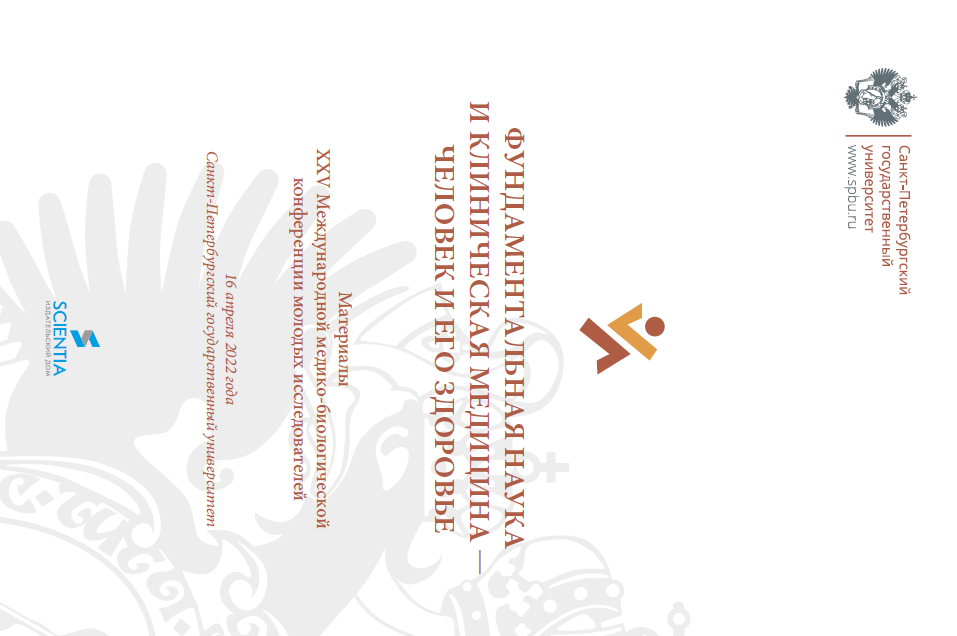 Санкт-Петербургский
государственный
университет
www.spbu.ru
ФУНДАМЕНТАЛЬНАЯ НАУКА
И КЛИНИЧЕСКАЯ МЕДИЦИНА —
ЧЕЛОВЕК И ЕГО ЗДОРОВЬЕ
Материалы
XXV Международной медико-биологической
конференции молодых исследователей
16 апреля 2022 года
Санкт-Петербургский государственный университет
SCIENTIA
ИЗДАТЕЛЬСКИЙ ДОМ